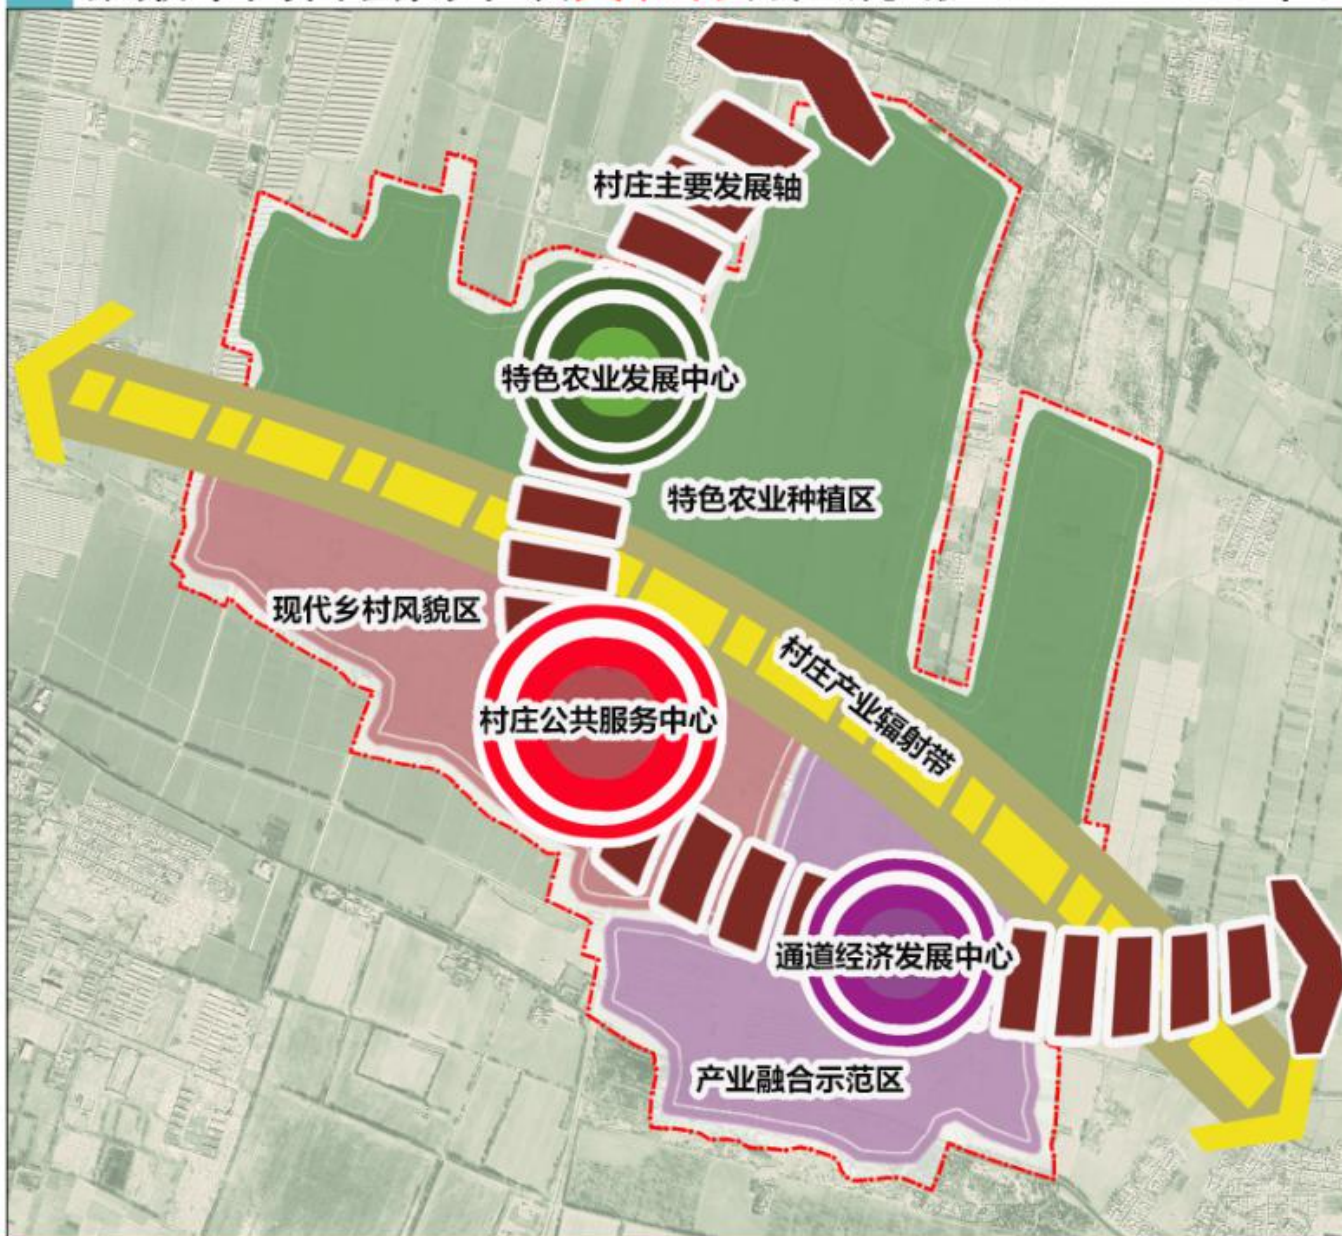 村庄主要发展轴
特色农业发展中心
特色农业种植区
现代乡村风貌区
村庄产业辐射带
村庄公共服务中心
通道经济发展中心
产业融合示范区